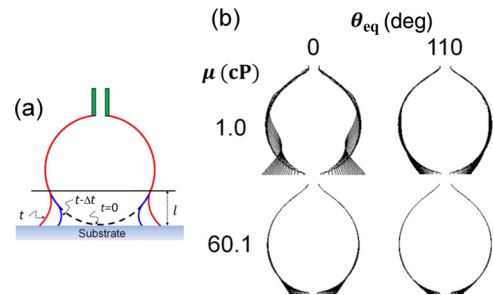 (a)
t
t-Δt
t=0
l
Substrate
(b)
θeq (deg)
0
110
μ (cP)
1.0
60.1